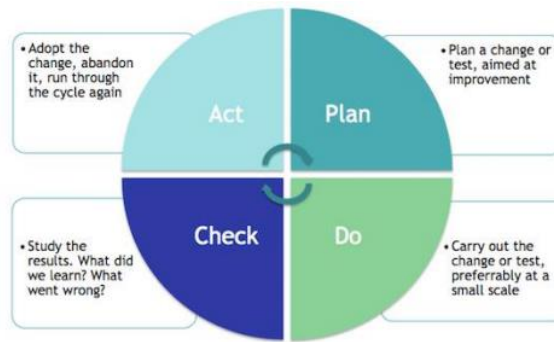 • Adopt the
change, abandon
it, run through
the cycle again
Act
Plan
• Plan a change or
test, aimed at
improvement
• Study the
results. What did
we learn? What
went wrong?
Check
Do
• Carry out the
change or test,
preferrably at a
small scale